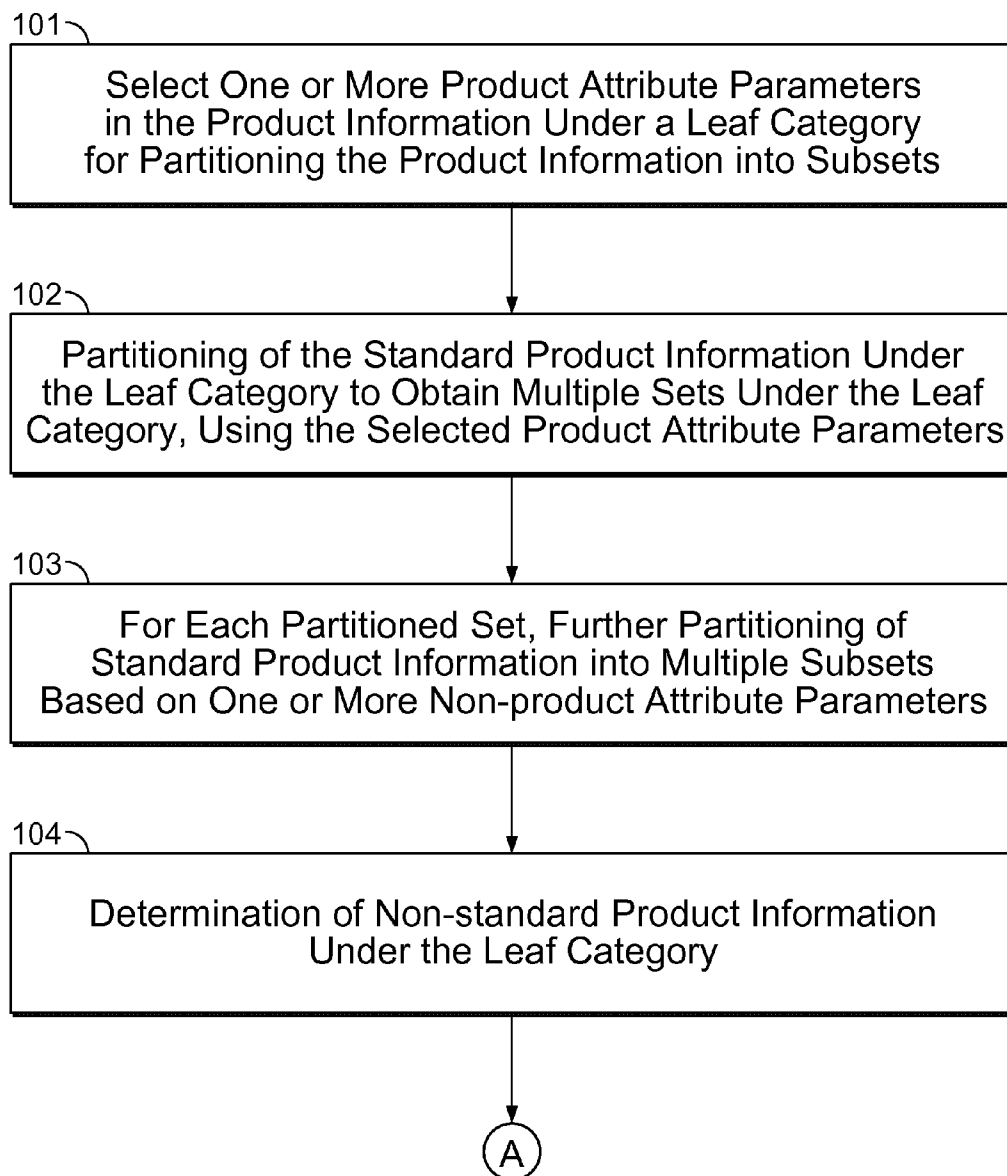 101
Select One or More Product Attribute Parameters
in the Product Information Under a Leaf Category
for Partitioning the Product Information into Subsets
102
Partitioning of the Standard Product Information Under
the Leaf Category to Obtain Multiple Sets Under the Leaf
Category, Using the Selected Product Attribute Parameters
103
For Each Partitioned Set, Further Partitioning of
Standard Product Information into Multiple Subsets
Based on One or More Non-product Attribute Parameters
104
Determination of Non-standard Product Information
Under the Leaf Category
A